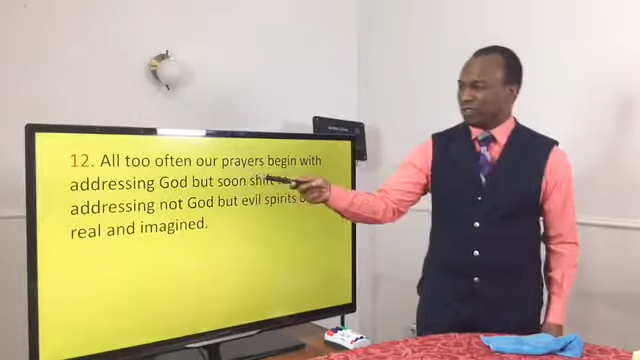 12. All too often our prayers begin with
addressing God but soon shift
addressing not God but evil spirits
real and imagined.